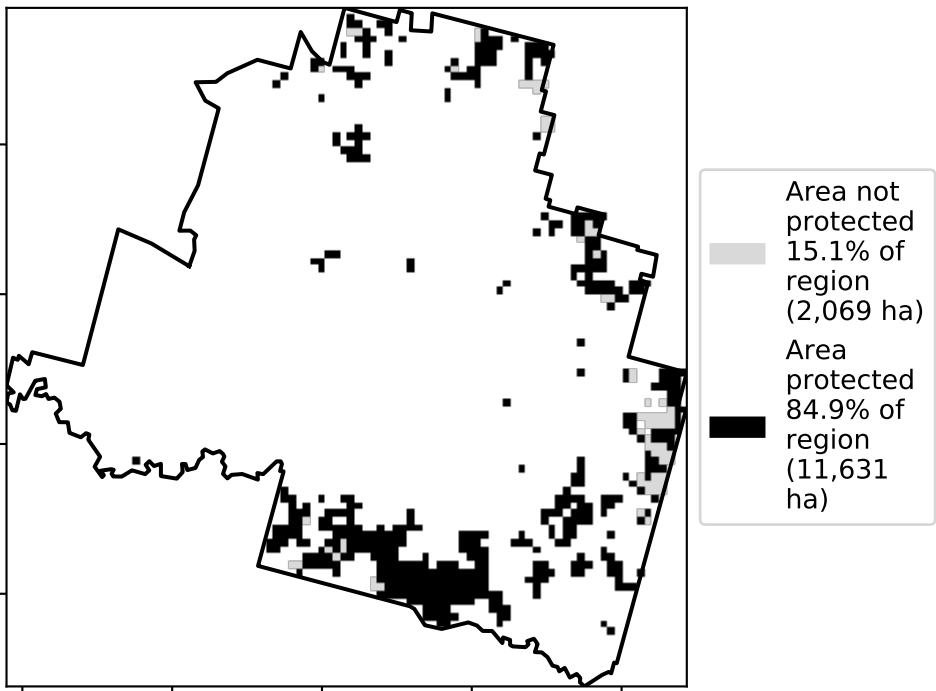 Area not
protected
15.1% of
region
(2,069 ha)
Area
protected
84.9% of
region
(11,631
ha)